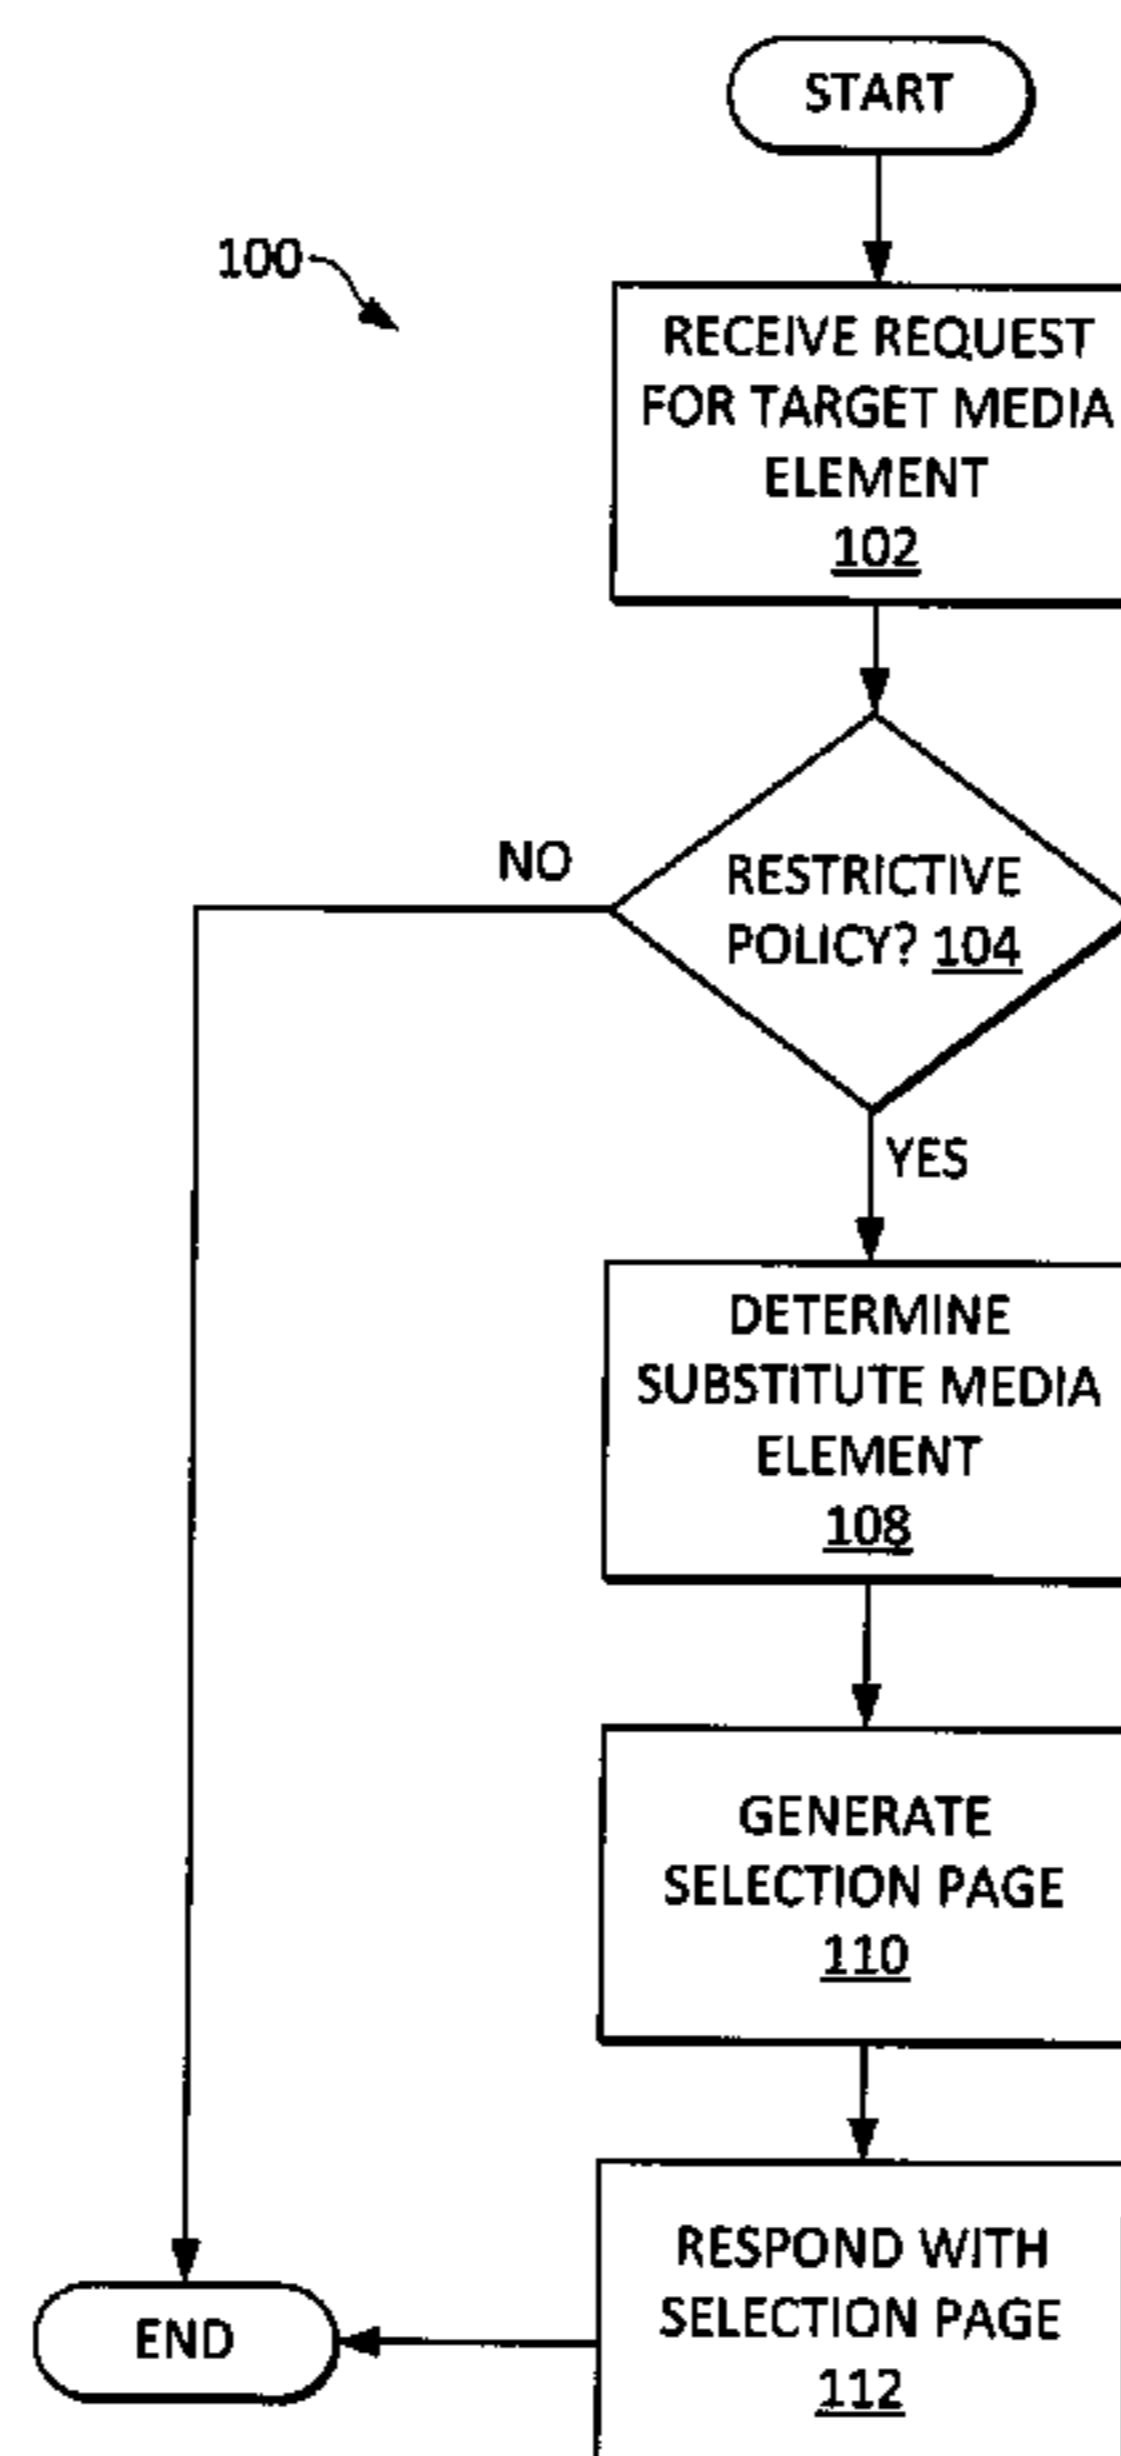 START
100
RECEIVE REQUEST
FOR TARGET MEDIA
ELEMENT
102
NO
RESTRICTIVE
POLICY? 104
YES
DETERMINE
SUBSTITUTE MEDIA
ELEMENT
108
GENERATE
SELECTION PAGE
110
RESPOND WITH
SELECTION PAGE
112
END